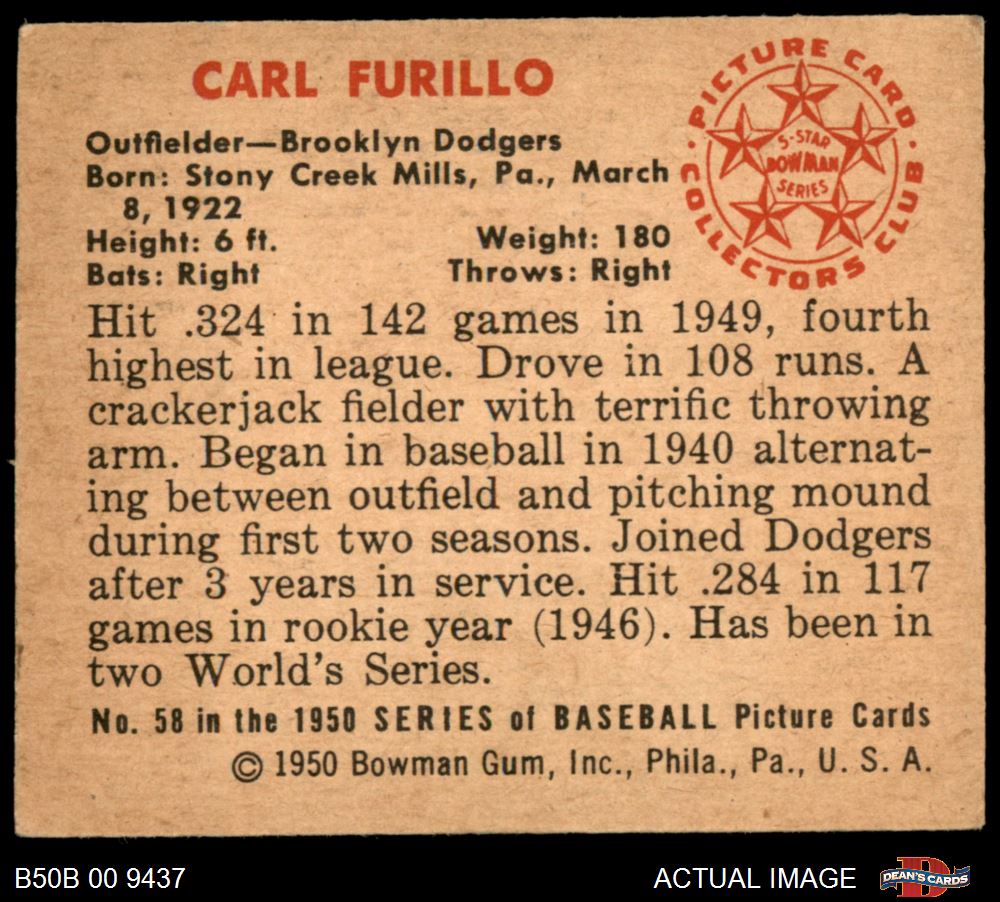 CARL FURILLO
Outfielder—Brooklyn Dodgers
Born: Stony Creek Mills, Pa., March
8, 1922
Height: 6 ft. Weight: 180
Bats: Right Throws: Right
PICTURE CARD
COLLECTORS CLUB
5-STAR
BOWMAN
SERIES
Hit .324 in 142 games in 1949, fourth
highest in league. Drove in 108 runs. A
crackerjack fielder with terrific throwing
arm. Began in baseball in 1940 alternat-
ing between outfield and pitching mound
during first two seasons. Joined Dodgers
after 3 years in service. Hit .284 in 117
games in rookie year (1946). Has been in
two World's Series.
No. 58 in the 1950 SERIES of BASEBALL Picture Cards
© 1950 Bowman Gum, Inc., Phila., Pa., U. S. A.
B50B 00 9437
ACTUAL IMAGE
D
DEAN'S CARDS